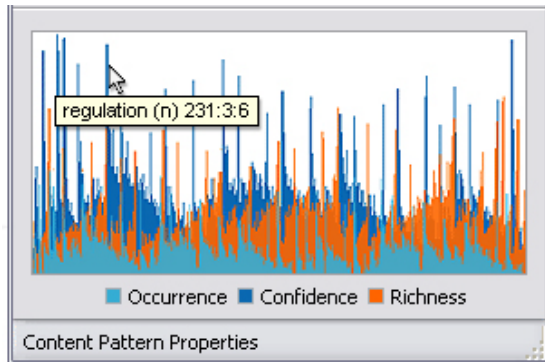 regulation (n) 231:3:6
Occurrence Confidence Richness
Content Pattern Properties